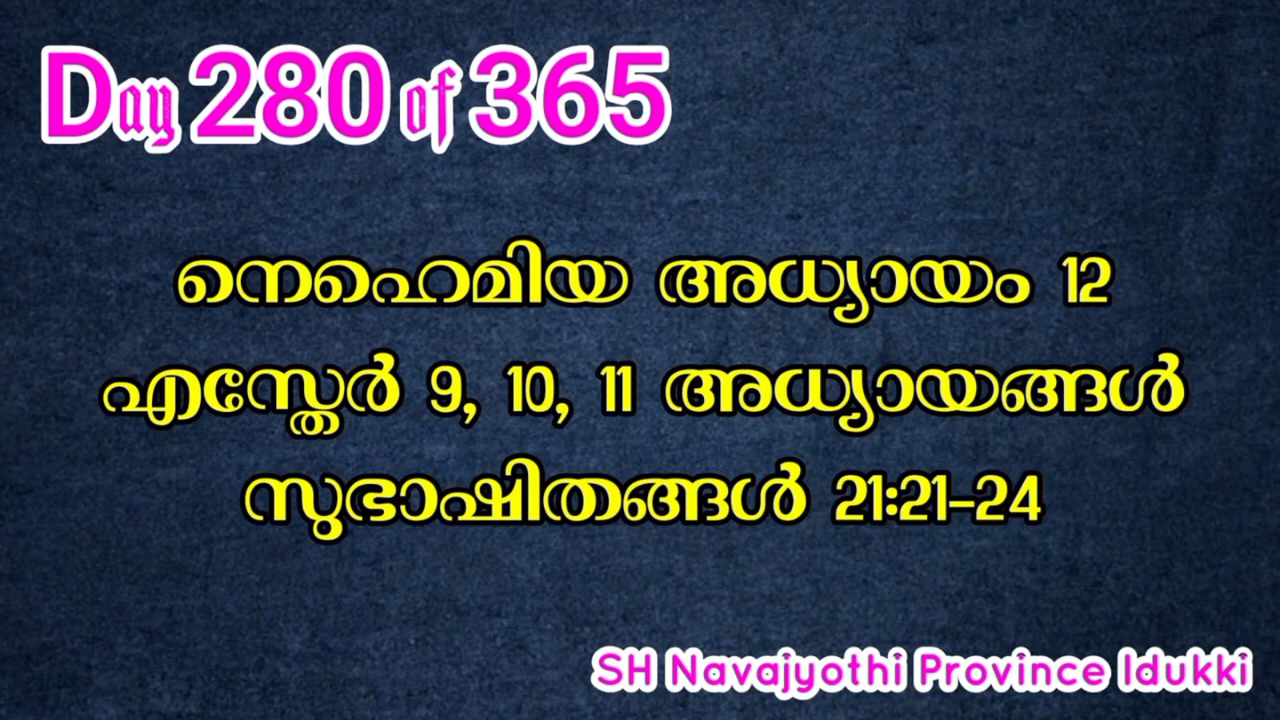 Day 280 of 365
നെഹെമിയ അധ്യായം 12
എസ്തേർ 9, 10, 11 അധ്യായങ്ങൾ
സുഭാഷിതങ്ങൾ 21:21-24
SH Navajyothi Province Idukki